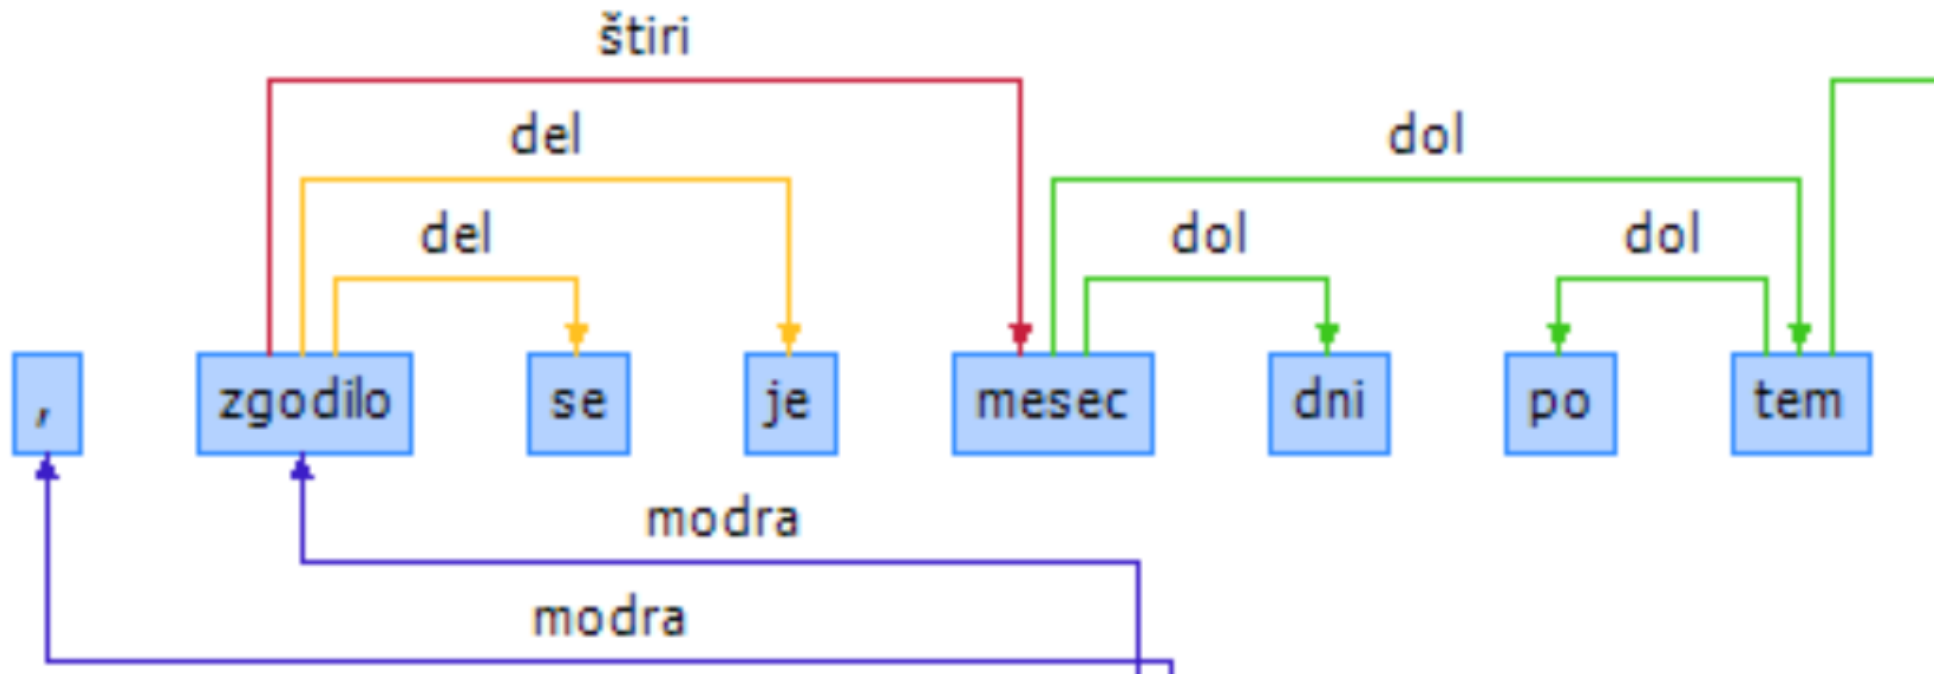 štiri
del dol
del dol dol
, zgodilo se je mesec dni po tem
modra
modra